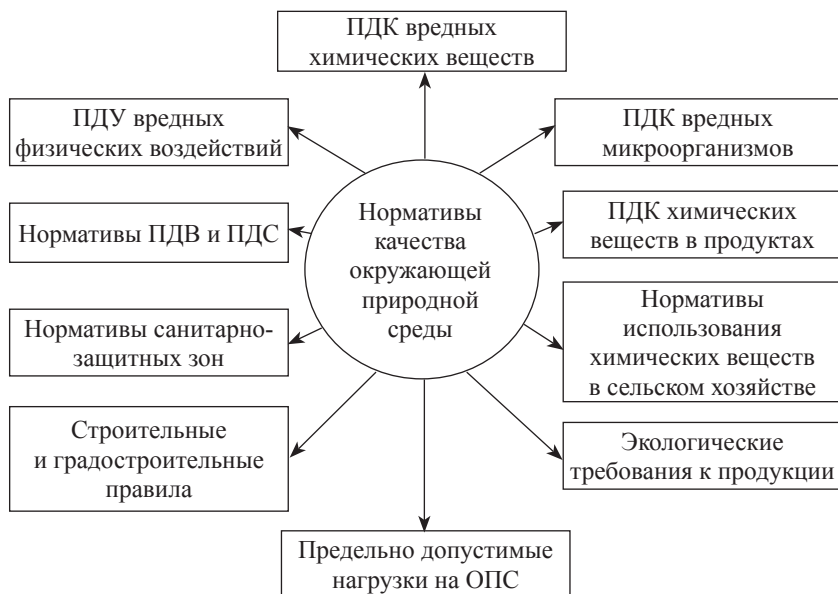 ПДК вредных
химических веществ
ПДУ вредных
физических воздействий
ПДК вредных
микроорганизмов
Нормативы ПДВ и ПДС
Нормативы
качества
окружающей
природной
среды
ПДК химических
веществ в продуктах
Нормативы санитарно-
защитных зон
Нормативы
использования
химических веществ
в сельском хозяйстве
Строительные
и градостроительные
правила
Экологические
требования к продукции
Предельно допустимые
нагрузки на ОПС